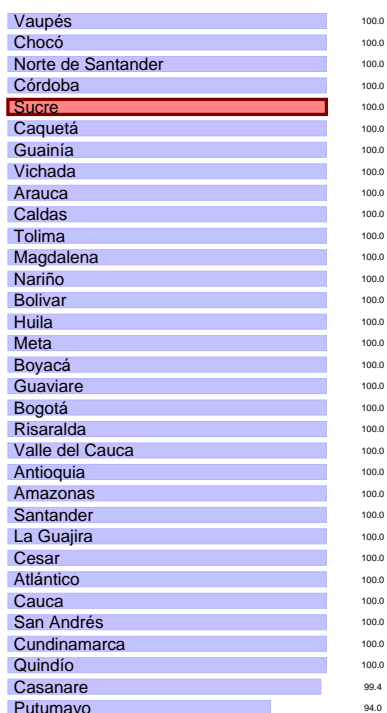 Vaupés 100.0
Chocó 100.0
Norte de Santander 100.0
Córdoba 100.0
Sucre 100.0
Caquetá 100.0
Guainía 100.0
Vichada 100.0
Arauca 100.0
Caldas 100.0
Tolima 100.0
Magdalena 100.0
Nariño 100.0
Bolivar 100.0
Huila 100.0
Meta 100.0
Boyacá 100.0
Guaviare 100.0
Bogotá 100.0
Risaralda 100.0
Valle del Cauca 100.0
Antioquia 100.0
Amazonas 100.0
Santander 100.0
La Guajira 100.0
Cesar 100.0
Atlántico 100.0
Cauca 100.0
San Andrés 100.0
Cundinamarca 100.0
Quindío 100.0
Casanare 99.4
Putumayo 94.0